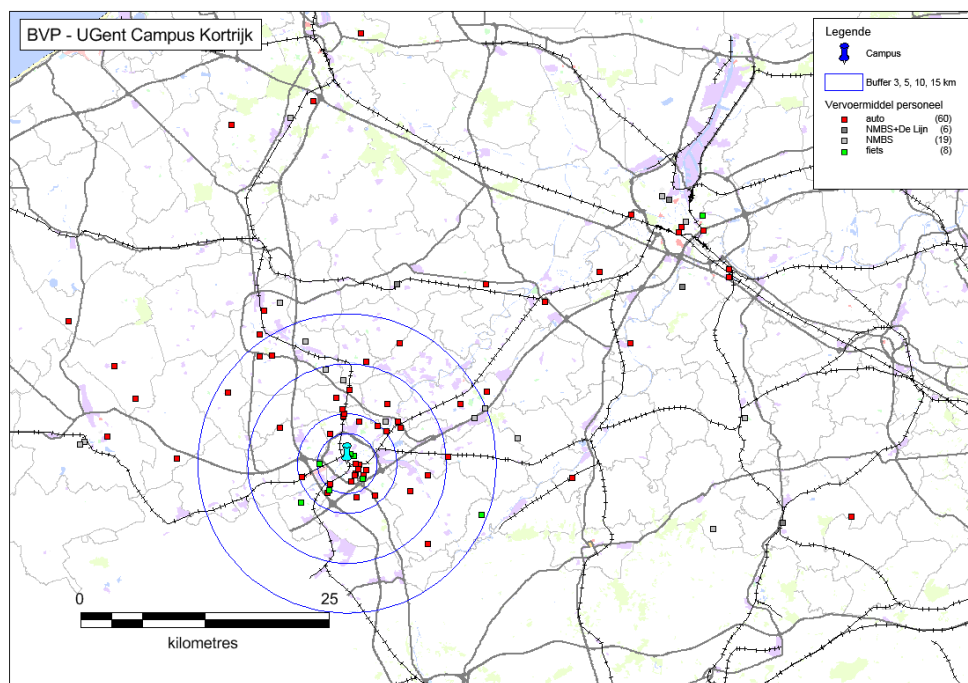 BVP - UGent Campus Kortrijk
Legende
Campus
Buffer 3, 5, 10, 15 km
Vervoermiddel personeel
auto (60)
NMBS+De Lijn (6)
NMBS (19)
fiets (8)
0 25
kilometres